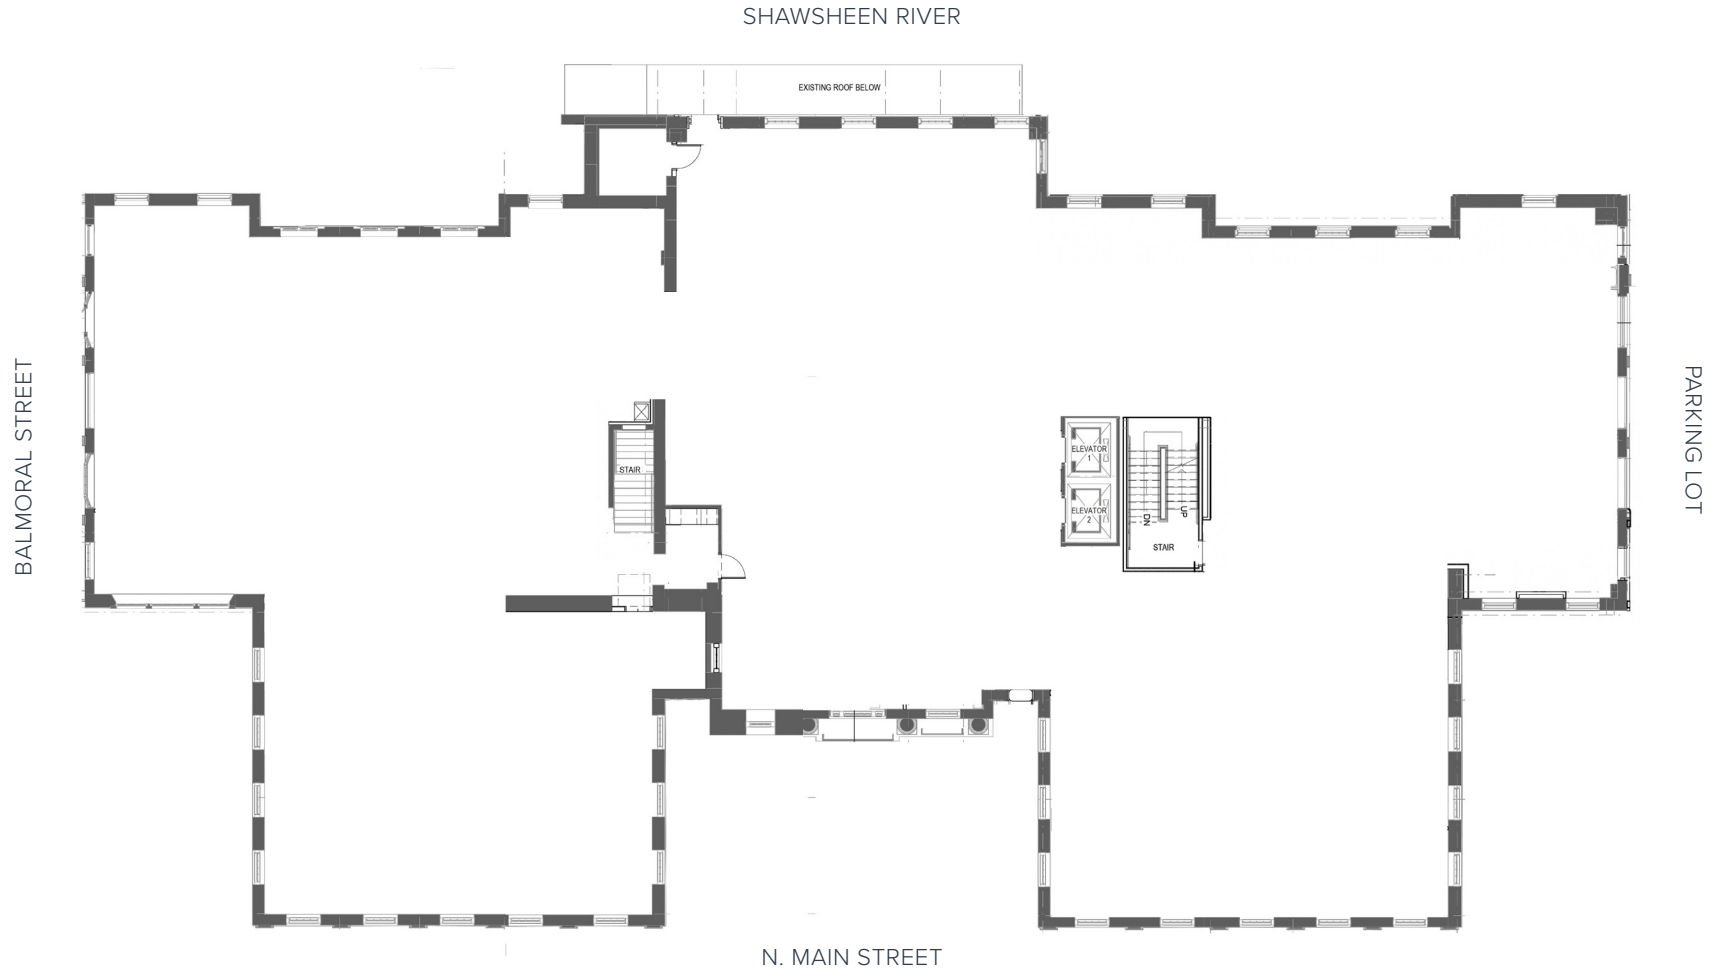 SHAWSHEEN RIVER
EXISTING ROOF BELOW
BALMORAL STREET
PARKING LOT
STAIR
ELEVATOR
1
ELEVATOR
2
DN
UP
STAIR
N. MAIN STREET